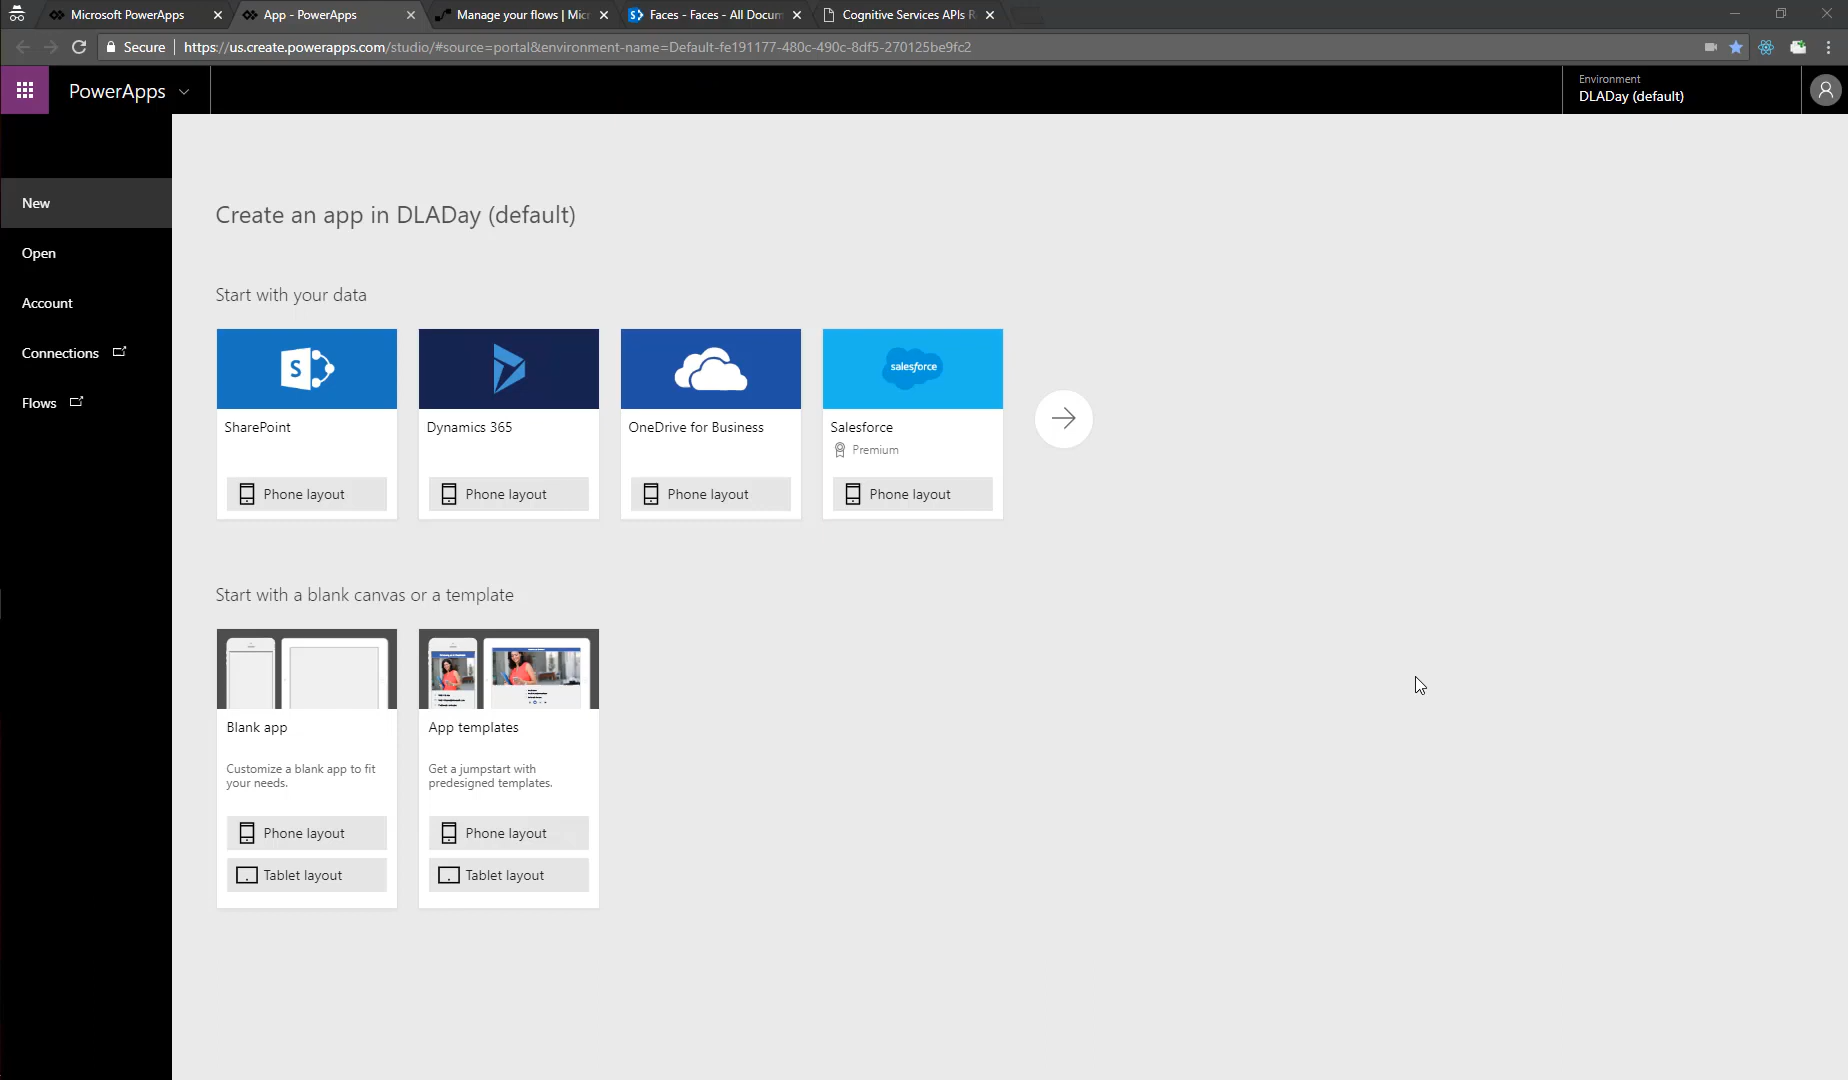 Microsoft PowerApps
App - PowerApps
Manage your flows | Mic
Faces - Faces - All Docum
Cognitive Services APIs R
Secure
https://us.create.powerapps.com/studio/#source=portal&environment-name=Default-fe191177-480c-490c-8df5-270125be9fc2
PowerApps
Environment
DLADay (default)
New
Open
Account
Connections
Flows
Create an app in DLADay (default)
Start with your data
S
salesforce
SharePoint
Dynamics 365
OneDrive for Business
Salesforce
Premium
Phone layout
Phone layout
Phone layout
Phone layout
Start with a blank canvas or a template
Blank app
Customize a blank app to fit
your needs.
Phone layout
Tablet layout
App templates
Get a jumpstart with
predesigned templates.
Phone layout
Tablet layout